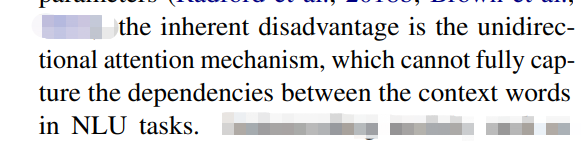 the inherent disadvantage is the unidirec-
tional attention mechanism, which cannot fully cap-
ture the dependencies between the context words
in NLU tasks.